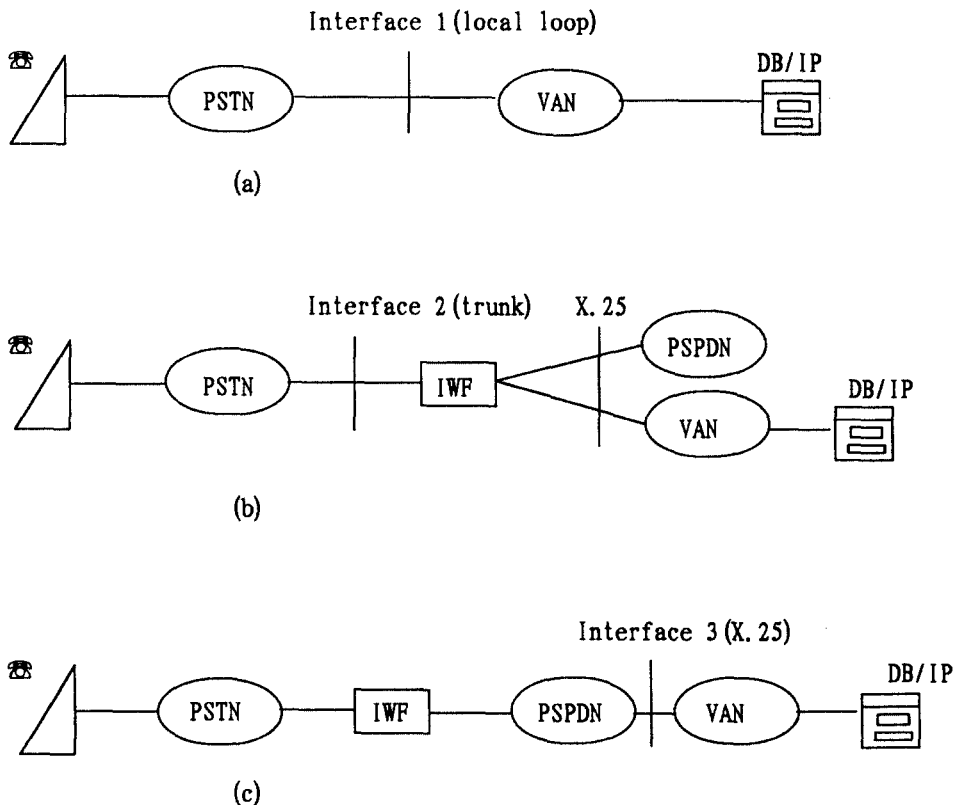 Interface 1(local loop)
☏
DB/IP
PSTN
VAN
(a)
Interface 2(trunk)
X.25
☏
PSPDN
PSTN
IWF
DB/IP
VAN
(b)
Interface 3(X.25)
☏
DB/IP
PSTN
IWF
PSPDN
VAN
(c)